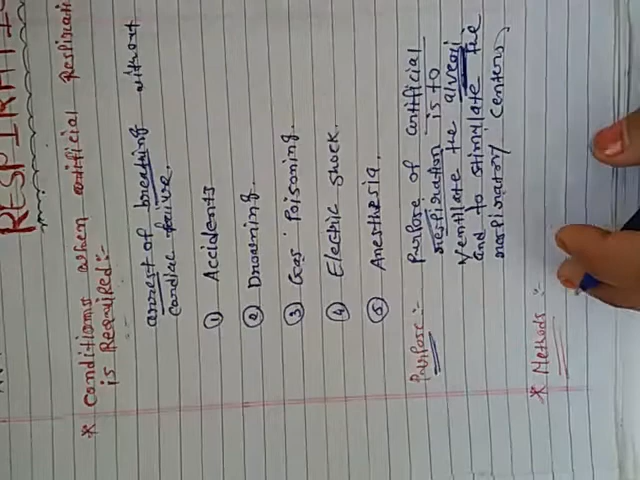 RESPIRATIO
* Conditions when artificial Respirati
is Required:-
arrest of breathing without
cardiac failure.
① Accidents
② Drowning.
③ Gas Poisoning.
④ Electric shock.
⑤ Anesthesia.
Purpose:- Purpose of artificial
respiration is to
ventilate the alveoli
and to stimulate the
respiratory centers,
* Methods:-